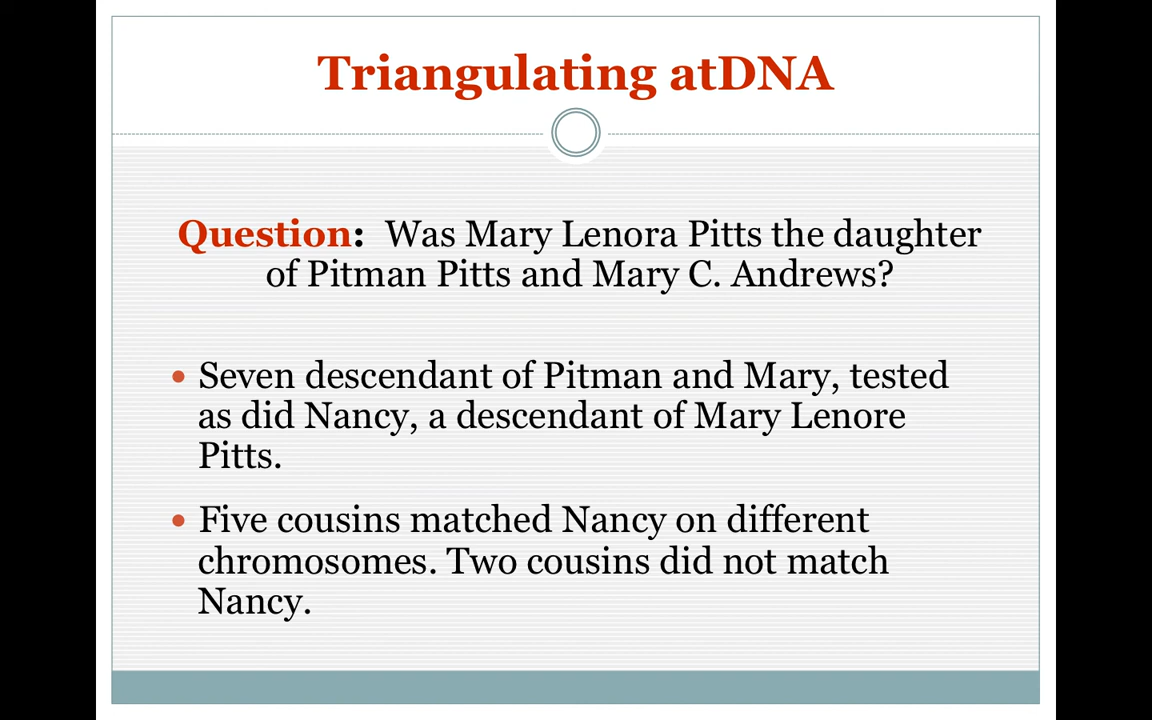 Triangulating atDNA
Question:  Was Mary Lenora Pitts the daughter
of Pitman Pitts and Mary C. Andrews?
• Seven descendant of Pitman and Mary, tested
as did Nancy, a descendant of Mary Lenore
Pitts.
• Five cousins matched Nancy on different
chromosomes. Two cousins did not match
Nancy.